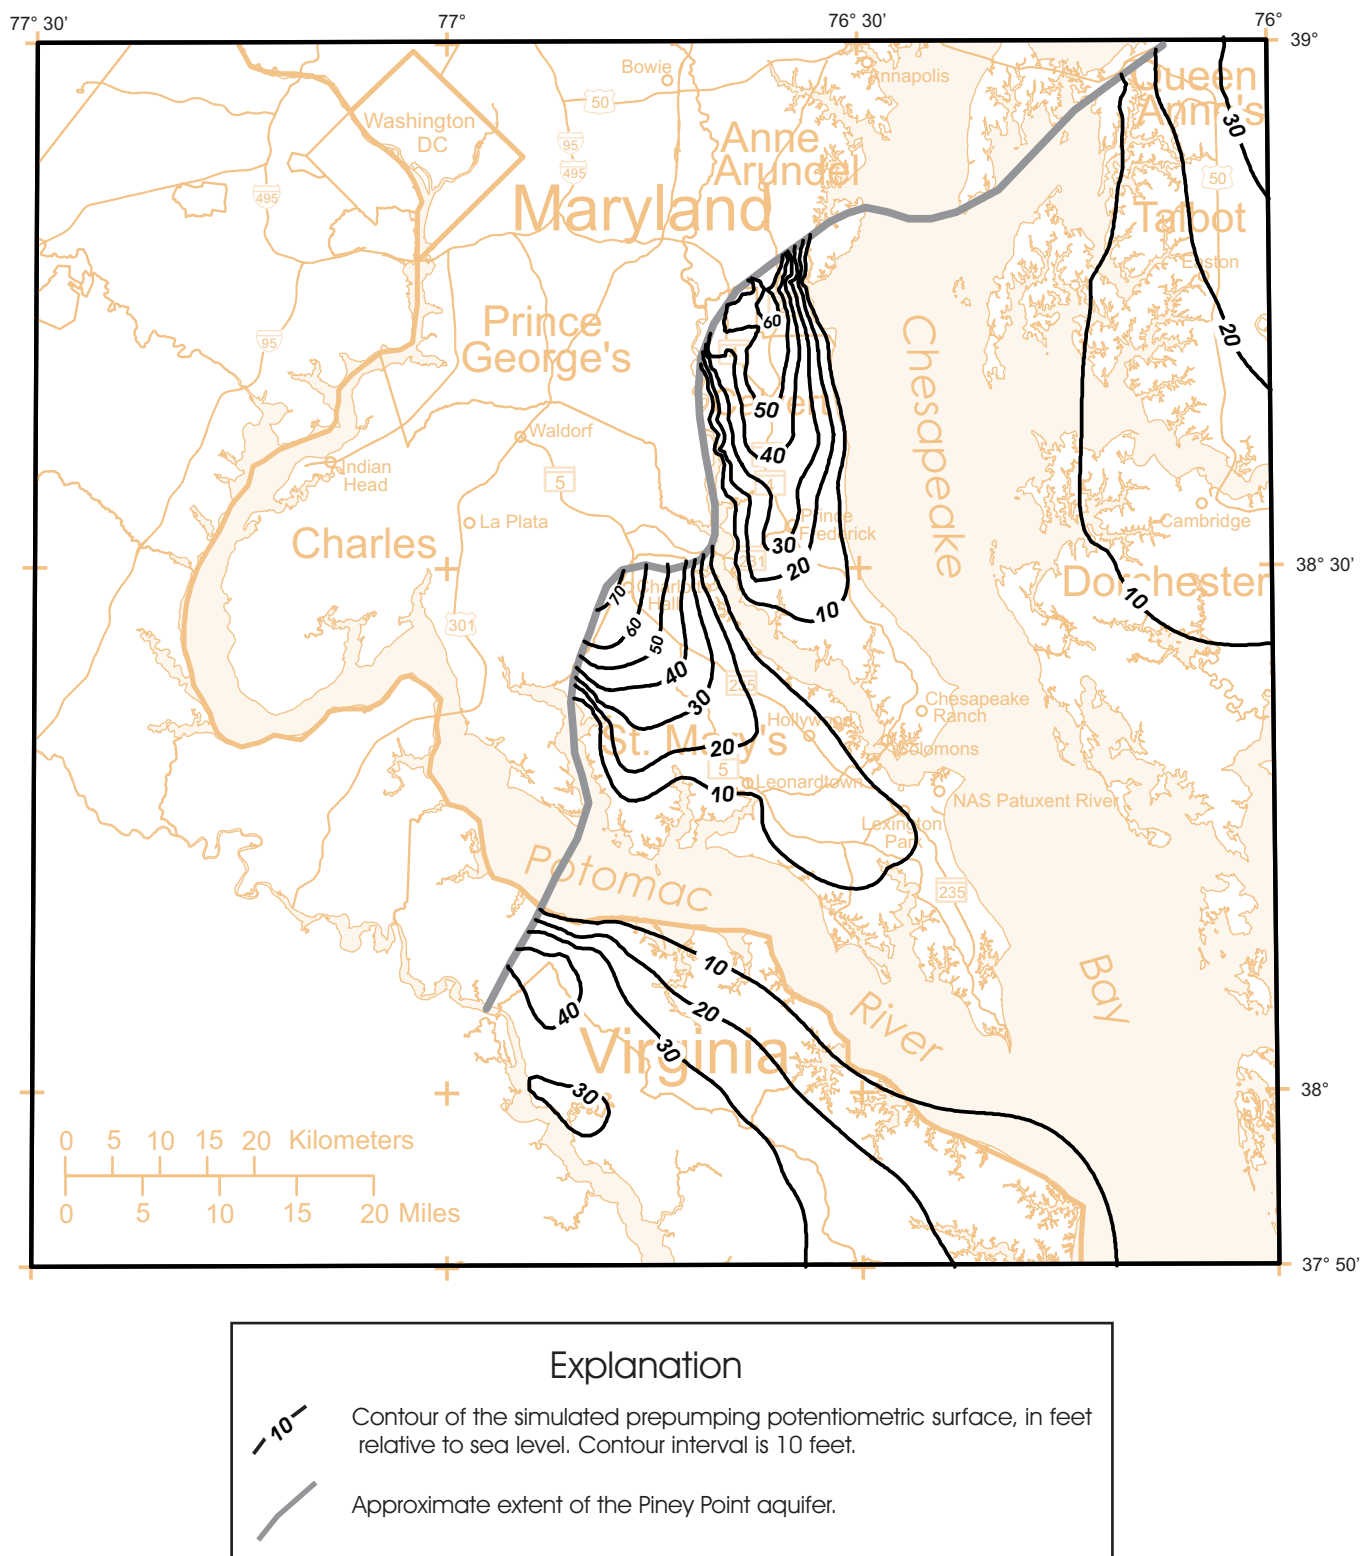 77° 30'
77°
76° 30'
76°
39°
Bowie
Annapolis
Queen
Anne's
50
30
Washington
DC
Anne
Arundel
95
495
495
50
Maryland
Talbot
Easton
Prince
George's
60
95
20
Chesapeake
Calvert
50
Waldorf
40
Indian
Head
5
La Plata
Prince
Frederick
Cambridge
Charles
30
231
20
38° 30'
Charlotte
Hall
Dorchester
70
10
10
301
60
50
40
235
30
Chesapeake
Ranch
Hollywood
St. Mary's
20
Solomons
5
Leonardtown
10
NAS Patuxent River
Lexington
Park
Potomac
235
10
Bay
20
40
River
30
Virginia
30
38°
0 5 10 15 20 Kilometers
0 5 10 15 20 Miles
37° 50'
Explanation
10
Contour of the simulated prepumping potentiometric surface, in feet
relative to sea level. Contour interval is 10 feet.
Approximate extent of the Piney Point aquifer.